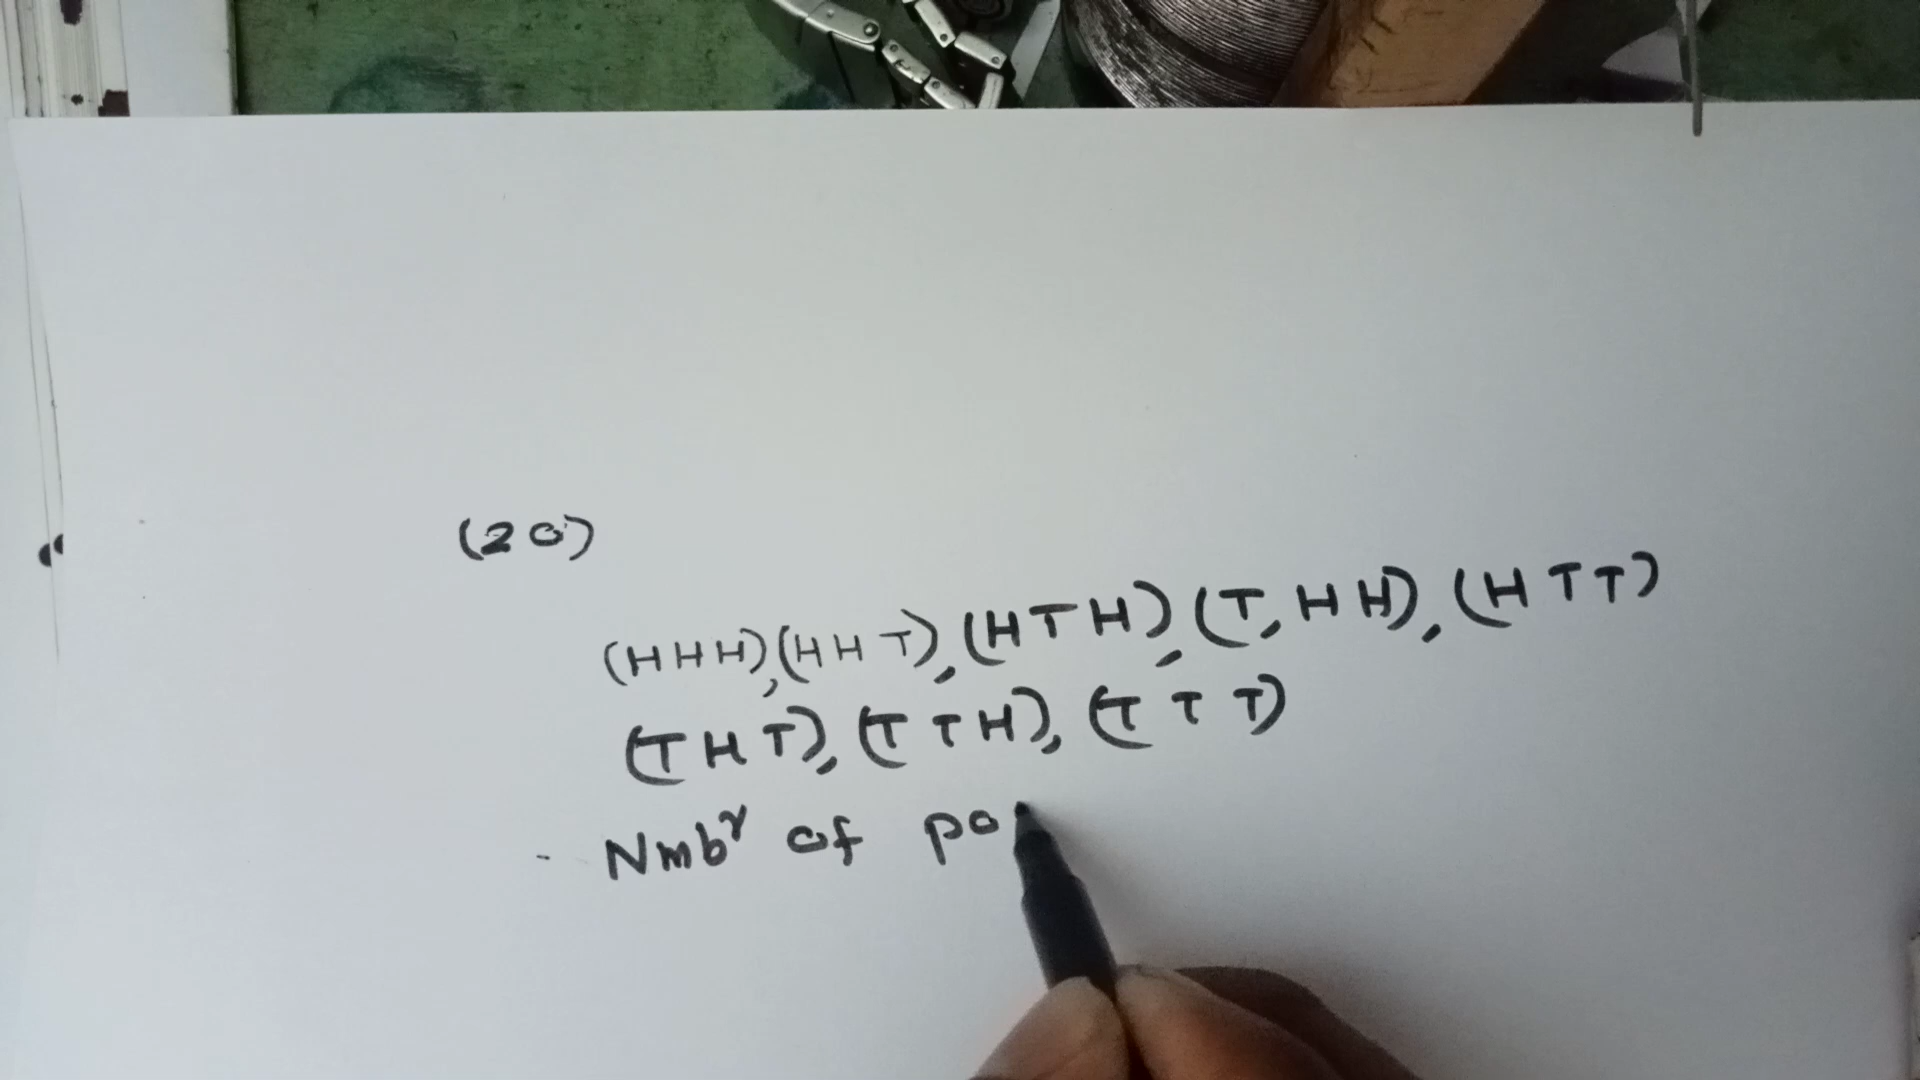 (20)
(HHH),(HHT),(HTH),(T,HH),(HTT)
(THT),(TTH),(TTT)
Nmbr of po